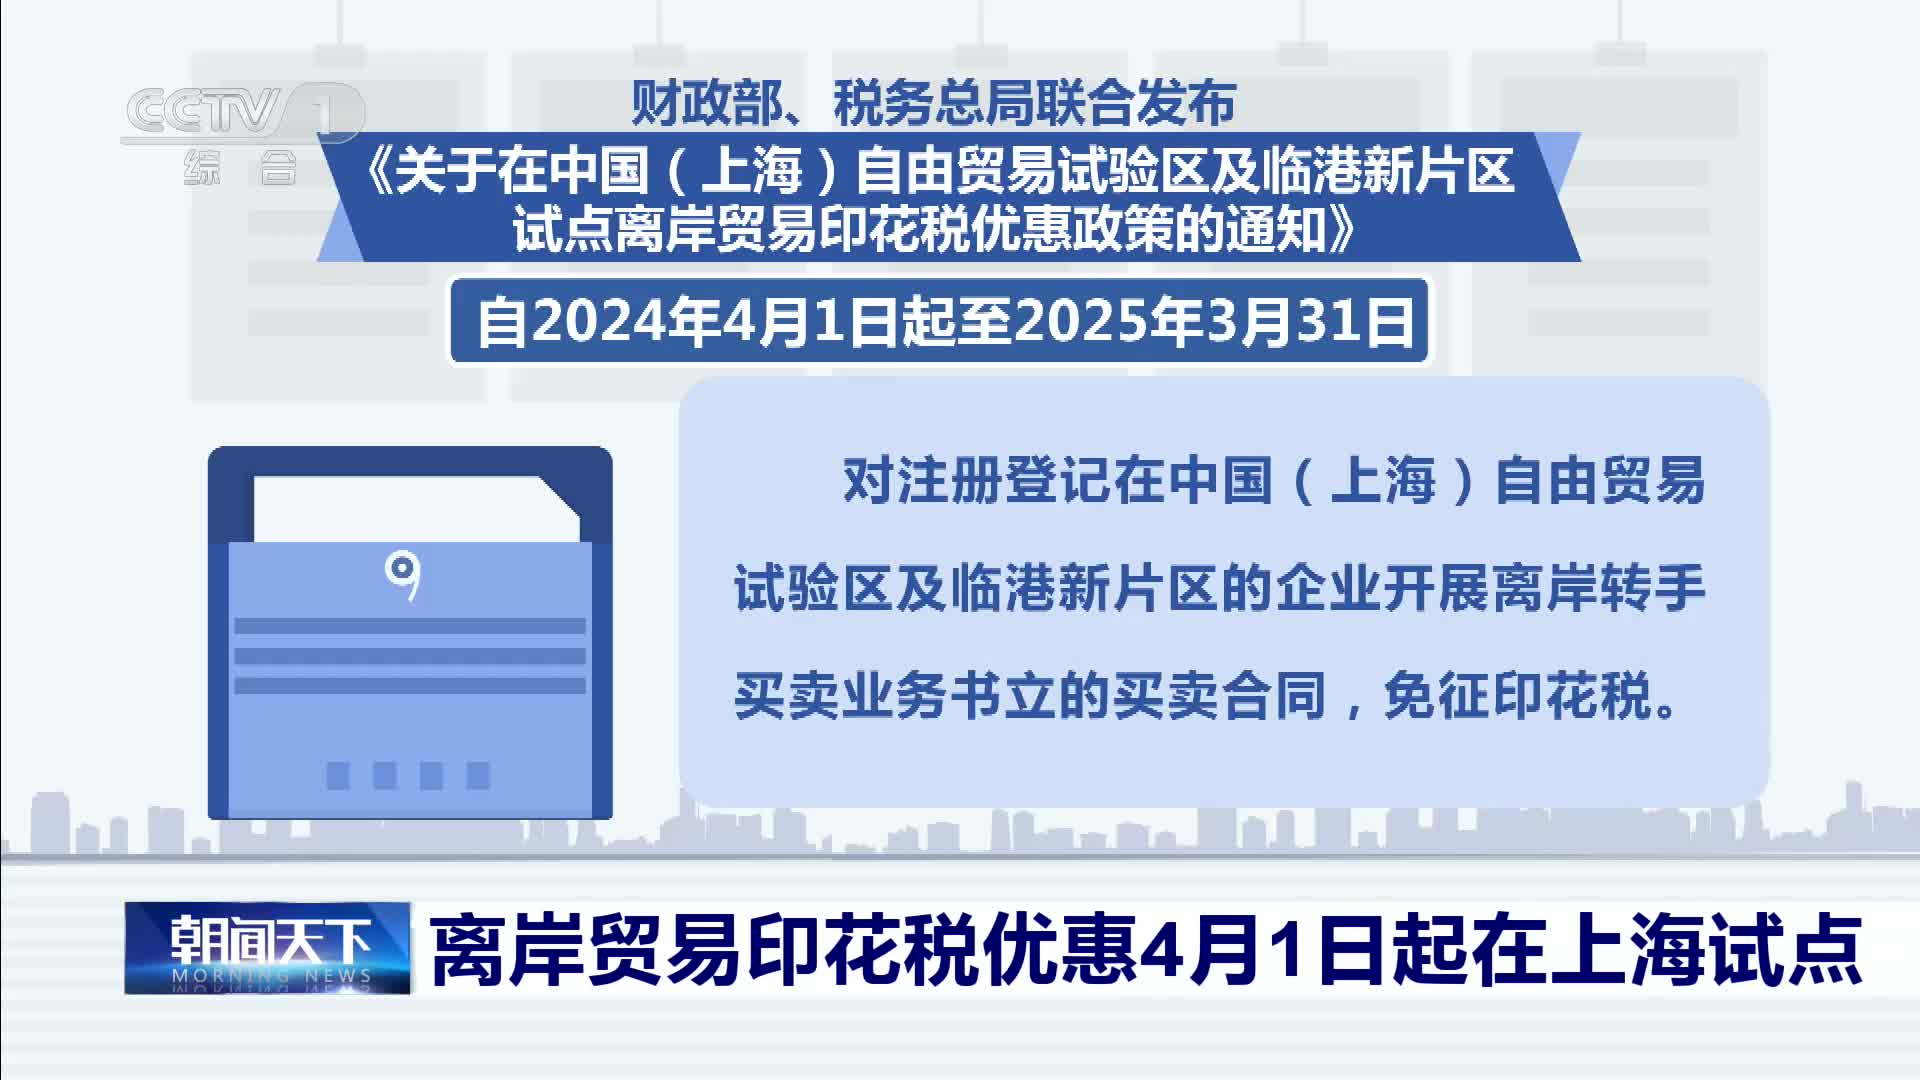 CCTV 1
综合
财政部、税务总局联合发布
《关于在中国（上海）自由贸易试验区及临港新片区
试点离岸贸易印花税优惠政策的通知》
自2024年4月1日起至2025年3月31日
对注册登记在中国（上海）自由贸易
试验区及临港新片区的企业开展离岸转手
买卖业务书立的买卖合同，免征印花税。
朝闻天下
MORNING NEWS
离岸贸易印花税优惠4月1日起在上海试点